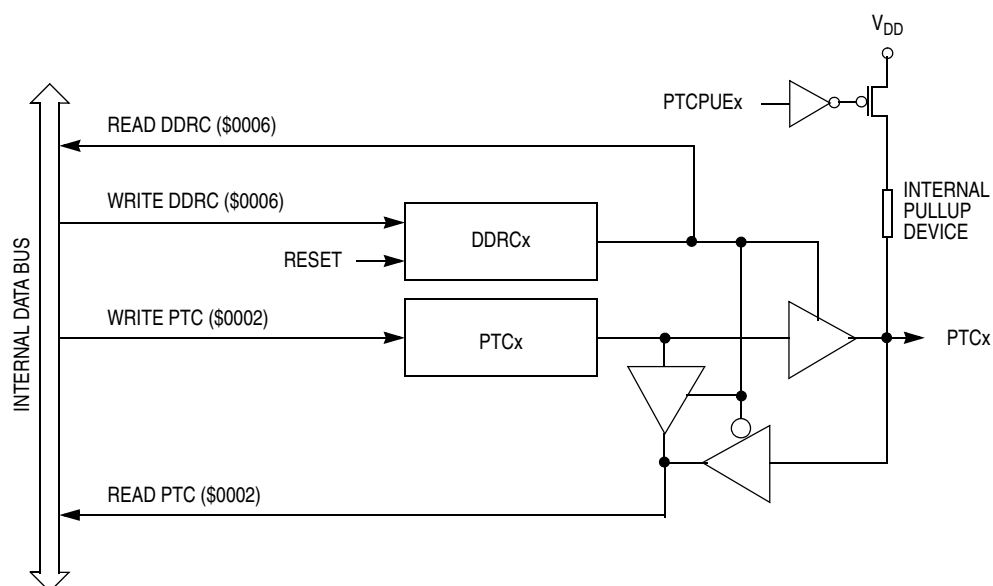 VDD
PTCPUEx
READ DDRC ($0006)
WRITE DDRC ($0006)
INTERNAL
PULLUP
DEVICE
DDRCx
RESET
WRITE PTC ($0002)
PTCx
PTCx
INTERNAL DATA BUS
READ PTC ($0002)